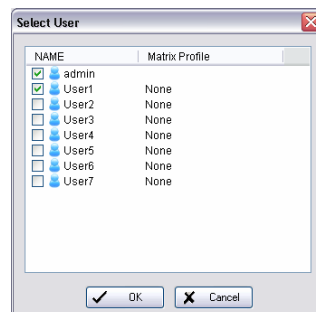 Select User
NAME Matrix Profile
admin
User1 None
User2 None
User3 None
User4 None
User5 None
User6 None
User7 None
OK Cancel